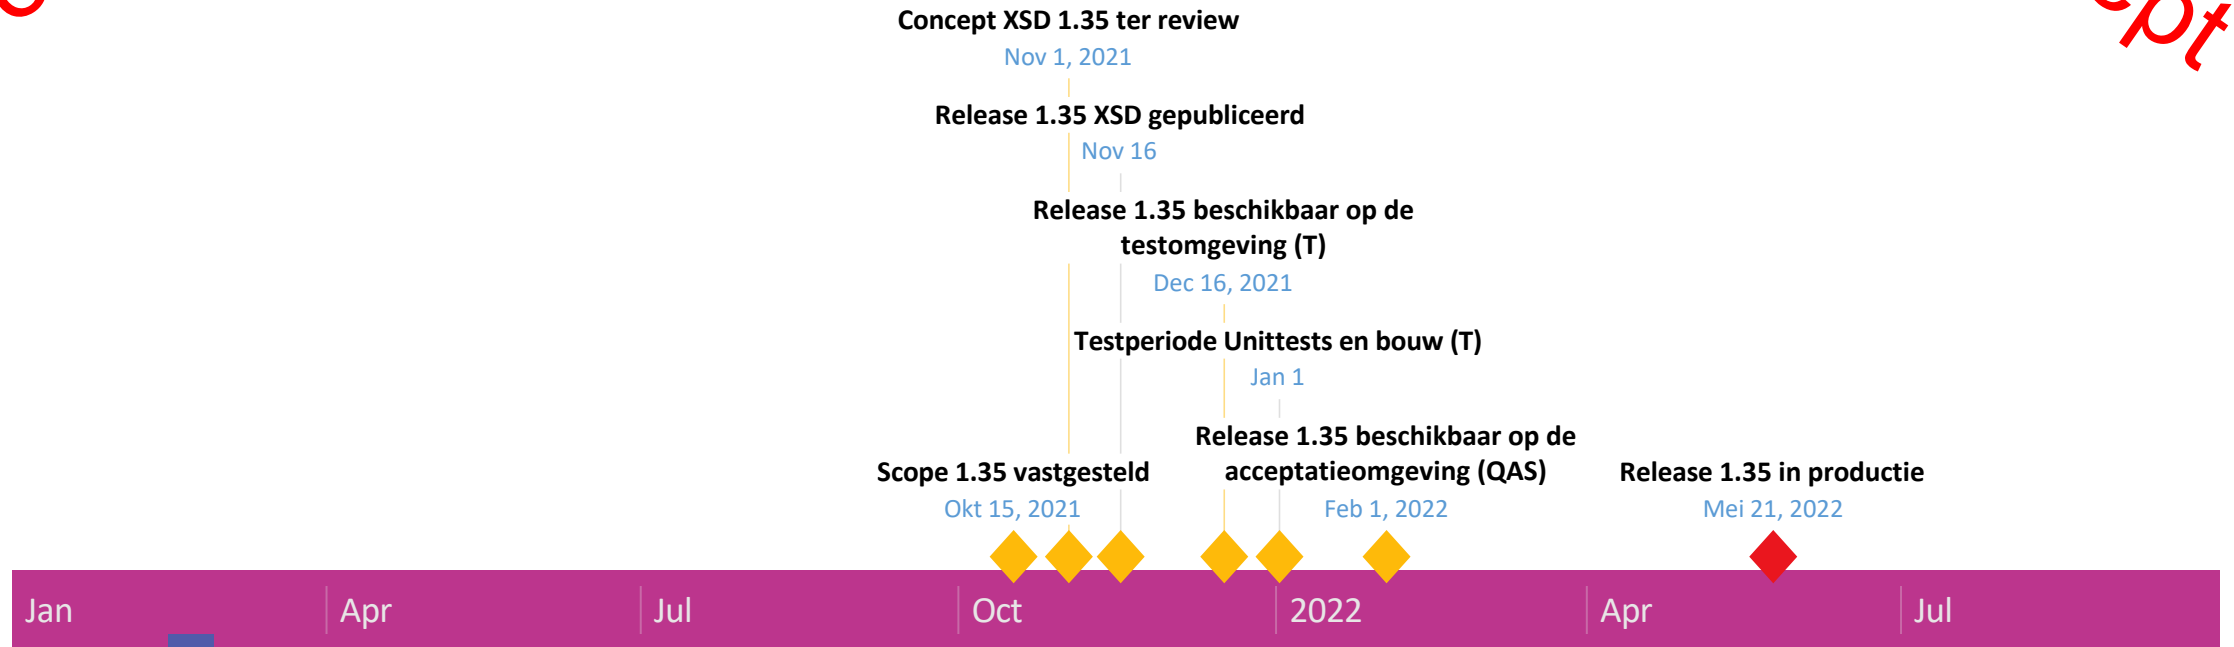 Concept XSD 1.35 ter review
Nov 1, 2021
Release 1.35 XSD gepubliceerd
Nov 16
Release 1.35 beschikbaar op de
testomgeving (T)
Dec 16, 2021
Testperiode Unittests en bouw (T)
Jan 1
Release 1.35 beschikbaar op de
acceptatieomgeving (QAS)
Feb 1, 2022
Scope 1.35 vastgesteld
Okt 15, 2021
Release 1.35 in productie
Mei 21, 2022
Jan Apr Jul Oct 2022 Apr Jul